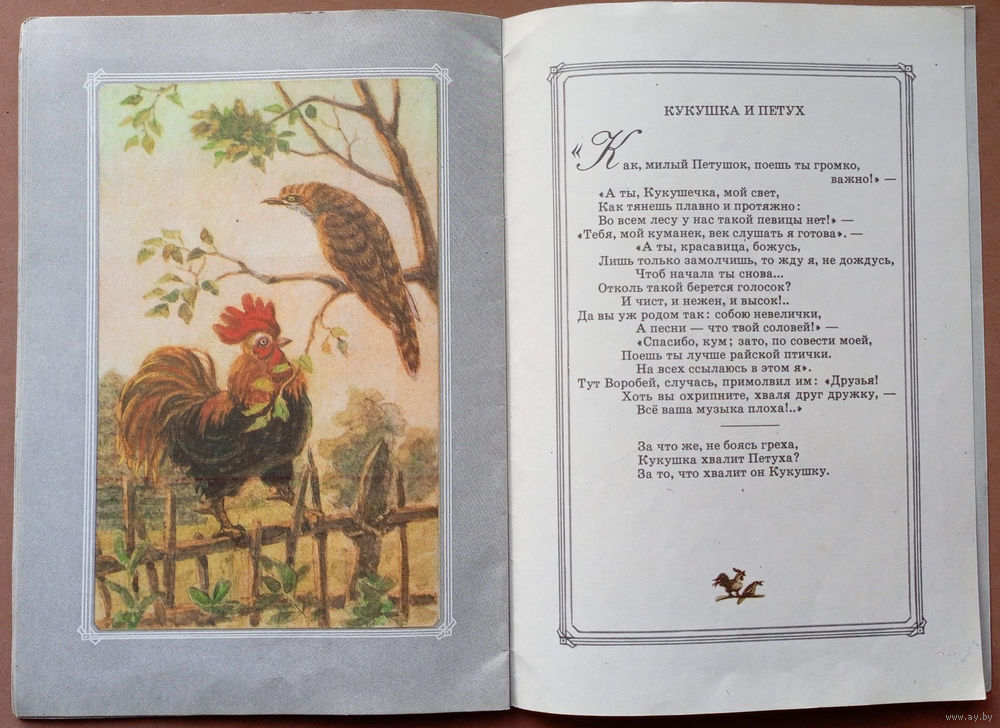 КУКУШКА И ПЕТУХ
«Как, милый Петушок, поешь ты громко,
важно!» —
«А ты, Кукушечка, мой свет,
Как тянешь плавно и протяжно:
Во всем лесу у нас такой певицы нет!» —
«Тебя, мой куманек, век слушать я готова». —
«А ты, красавица, божусь,
Лишь только замолчишь, то жду я, не дождусь,
Чтоб начала ты снова...
Отколь такой берется голосок?
И чист, и нежен, и высок!..
Да вы уж родом так: собою невелички,
А песни — что твой соловей!» —
«Спасибо, кум; зато, по совести моей,
Поешь ты лучше райской птички.
На всех ссылаюсь в этом я».
Тут Воробей, случась, примолвил им: «Друзья!
Хоть вы охрипните, хваля друг дружку, —
Всё ваша музыка плоха!..»
За что же, не боясь греха,
Кукушка хвалит Петуха?
За то, что хвалит он Кукушку.
www.ay.by